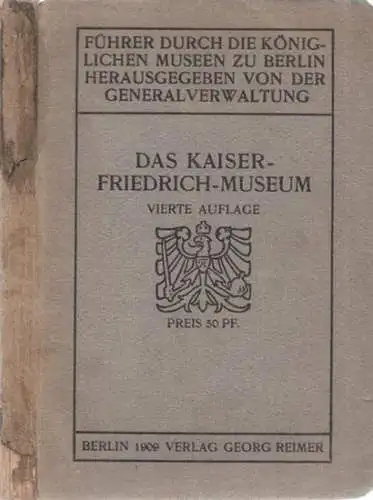 FÜHRER DURCH DIE KÖNIG-
LICHEN MUSEEN ZU BERLIN
HERAUSGEGEBEN VON DER
GENERALVERWALTUNG
DAS KAISER-
FRIEDRICH-MUSEUM
VIERTE AUFLAGE
PREIS 50 PF.
BERLIN 1909 VERLAG GEORG REIMER